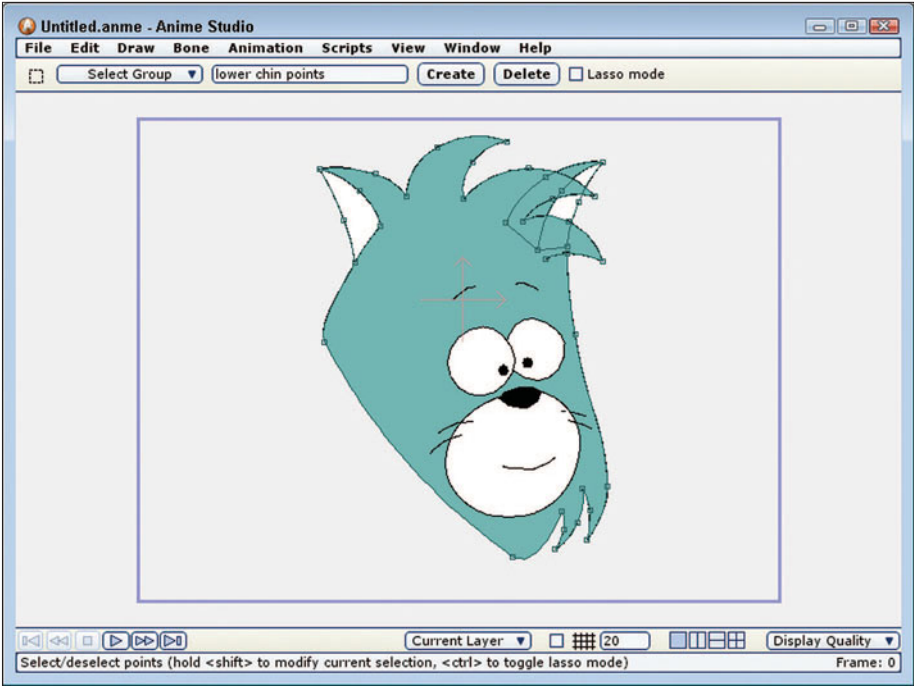 Untitled.anme - Anime Studio
File Edit Draw Bone Animation Scripts View Window Help
Select Group lower chin points Create Delete Lasso mode
Current Layer 20 Display Quality
Select/deselect points (hold <shift> to modify current selection, <ctrl> to toggle lasso mode) Frame: 0